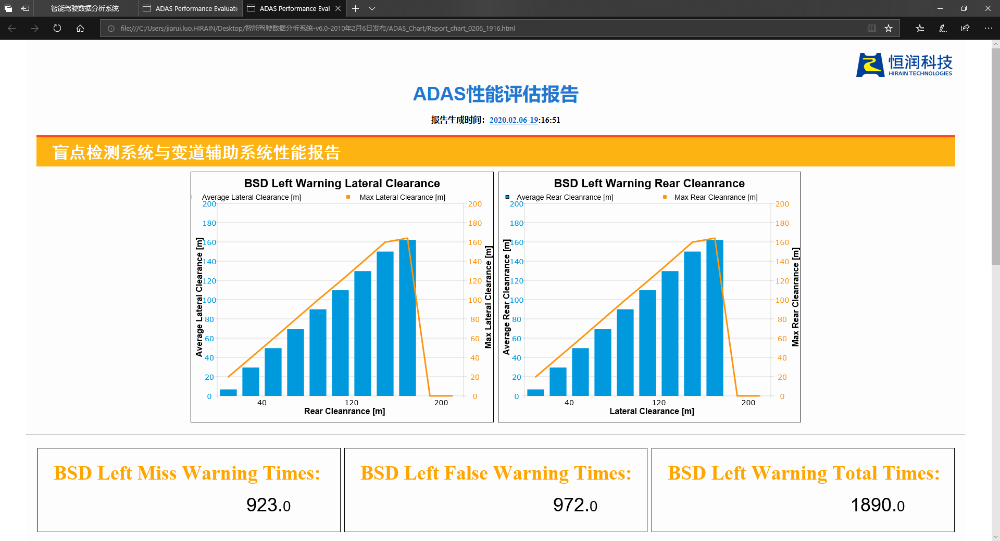 智能驾驶数据分析系统
ADAS Performance Evaluati
ADAS Performance Eval
file:///C:/Users/jiarui.luo.HIRAIN/Desktop/智能驾驶数据分析系统-v6.0-2010年2月6日发布/ADAS_Chart/Report_chart_0206_1916.html
恒润科技
HIRAIN TECHNOLOGIES
ADAS性能评估报告
报告生成时间：2020.02.06-19:16:51
盲点检测系统与变道辅助系统性能报告
BSD Left Warning Lateral Clearance
Average Lateral Clearance [m] Max Lateral Clearance [m]
200
180
160
140
120
100
80
60
40
20
0
Average Lateral Clearance [m]
200
180
160
140
120
100
80
60
40
20
0
Max Lateral Clearance [m]
40 120 200
Rear Cleanrance [m]
BSD Left Warning Rear Cleanrance
Average Rear Cleanrance [m] Max Rear Cleanrance [m]
200
180
160
140
120
100
80
60
40
20
0
Average Rear Cleanrance [m]
200
180
160
140
120
100
80
60
40
20
0
Max Rear Cleanrance [m]
40 120 200
Lateral Clearance [m]
BSD Left Miss Warning Times:
923.0
BSD Left False Warning Times:
972.0
BSD Left Warning Total Times:
1890.0